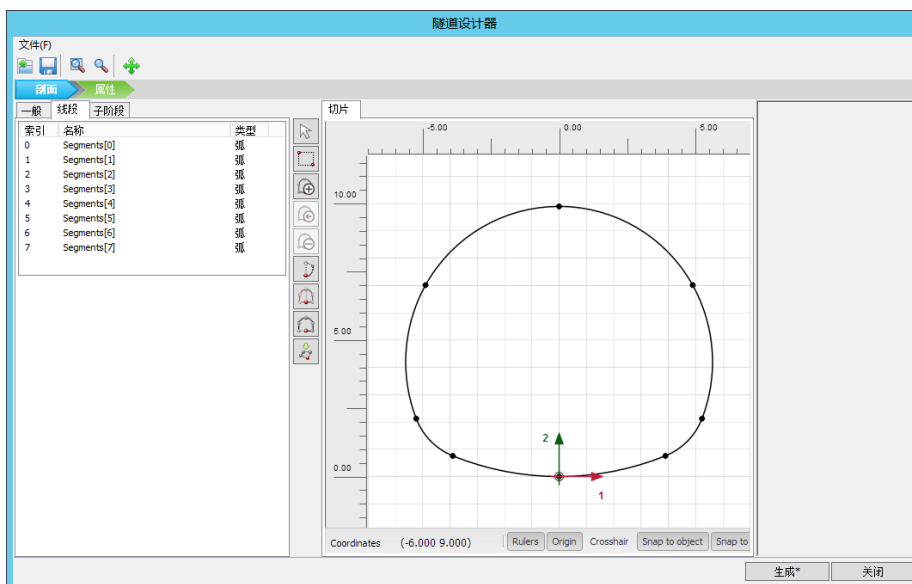 隧道设计器
文件(F)
剖面 属性
一般 线段 子阶段
索引 名称 类型
0 Segments[0] 弧
1 Segments[1] 弧
2 Segments[2] 弧
3 Segments[3] 弧
4 Segments[4] 弧
5 Segments[5] 弧
6 Segments[6] 弧
7 Segments[7] 弧
切片
-5.00 0.00 5.00
10.00
5.00
0.00
2
1
Coordinates (-6.000 9.000) Rulers Origin Crosshair Snap to object Snap to
生成* 关闭